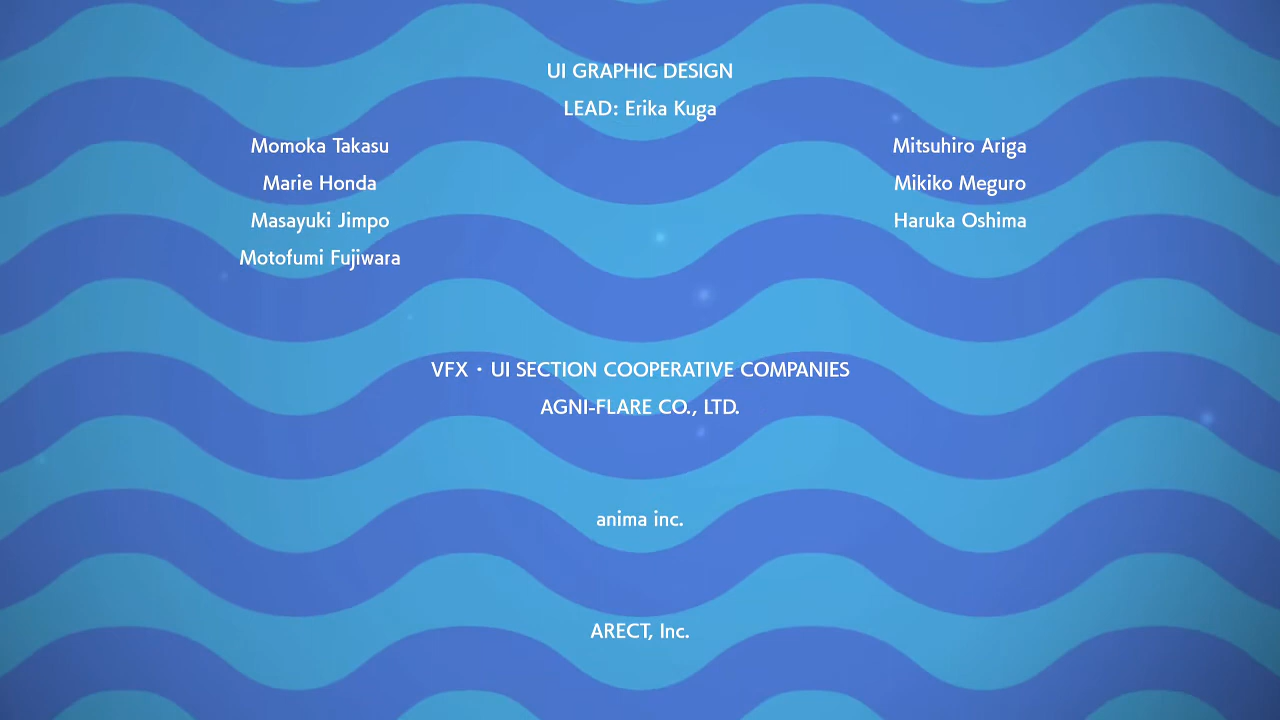 UI GRAPHIC DESIGN
LEAD: Erika Kuga
Momoka Takasu
Mitsuhiro Ariga
Marie Honda
Mikiko Meguro
Masayuki Jimpo
Haruka Oshima
Motofumi Fujiwara
VFX・UI SECTION COOPERATIVE COMPANIES
AGNI-FLARE CO., LTD.
anima inc.
ARECT, Inc.